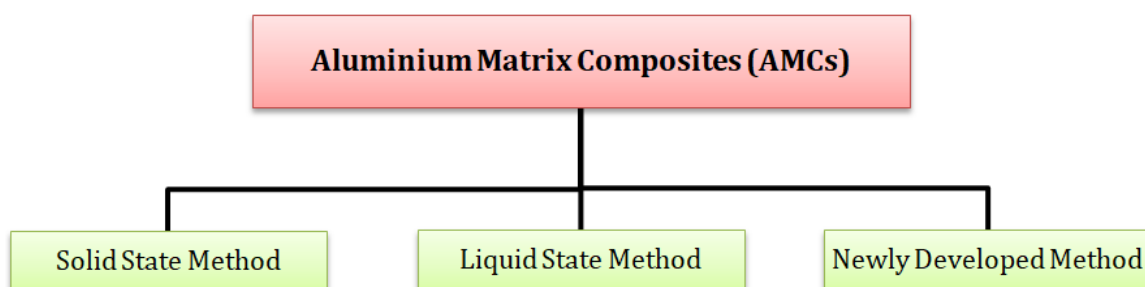 Aluminium Matrix Composites (AMCs)
Solid State Method
Liquid State Method
Newly Developed Method